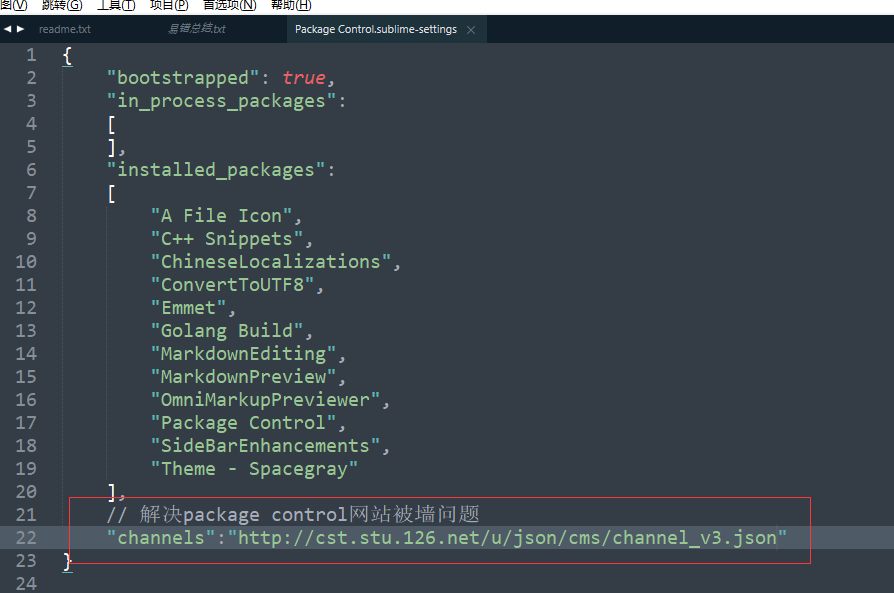 图(V) 跳转(G) 工具(T) 项目(P) 首选项(N) 帮助(H)
readme.txt 易错总结.txt Package Control.sublime-settings ×
1 {
2 "bootstrapped": true,
3 "in_process_packages":
4 [
5 ],
6 "installed_packages":
7 [
8 "A File Icon",
9 "C++ Snippets",
10 "ChineseLocalizations",
11 "ConvertToUTF8",
12 "Emmet",
13 "Golang Build",
14 "MarkdownEditing",
15 "MarkdownPreview",
16 "OmniMarkupPreviewer",
17 "Package Control",
18 "SideBarEnhancements",
19 "Theme - Spacegray"
20 ],
21 // 解决package control网站被墙问题
22 "channels":"http://cst.stu.126.net/u/json/cms/channel_v3.json"
23 }
24